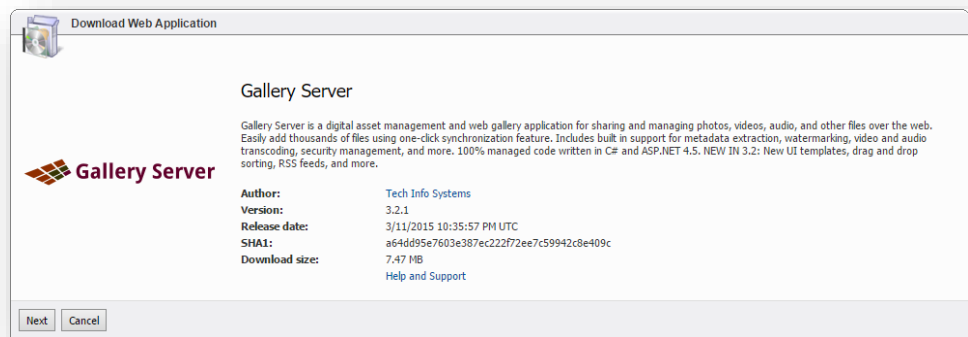 Download Web Application
Gallery Server
Gallery Server is a digital asset management and web gallery application for sharing and managing photos, videos, audio, and other files over the web.
Easily add thousands of files using one-click synchronization feature. Includes built in support for metadata extraction, watermarking, video and audio
transcoding, security management, and more. 100% managed code written in C# and ASP.NET 4.5. NEW IN 3.2: New UI templates, drag and drop
sorting, RSS feeds, and more.
Gallery Server
Author: Tech Info Systems
Version: 3.2.1
Release date: 3/11/2015 10:35:57 PM UTC
SHA1: a64dd95e7603e387ec222f72ee7c59942c8e409c
Download size: 7.47 MB
Help and Support
Next Cancel